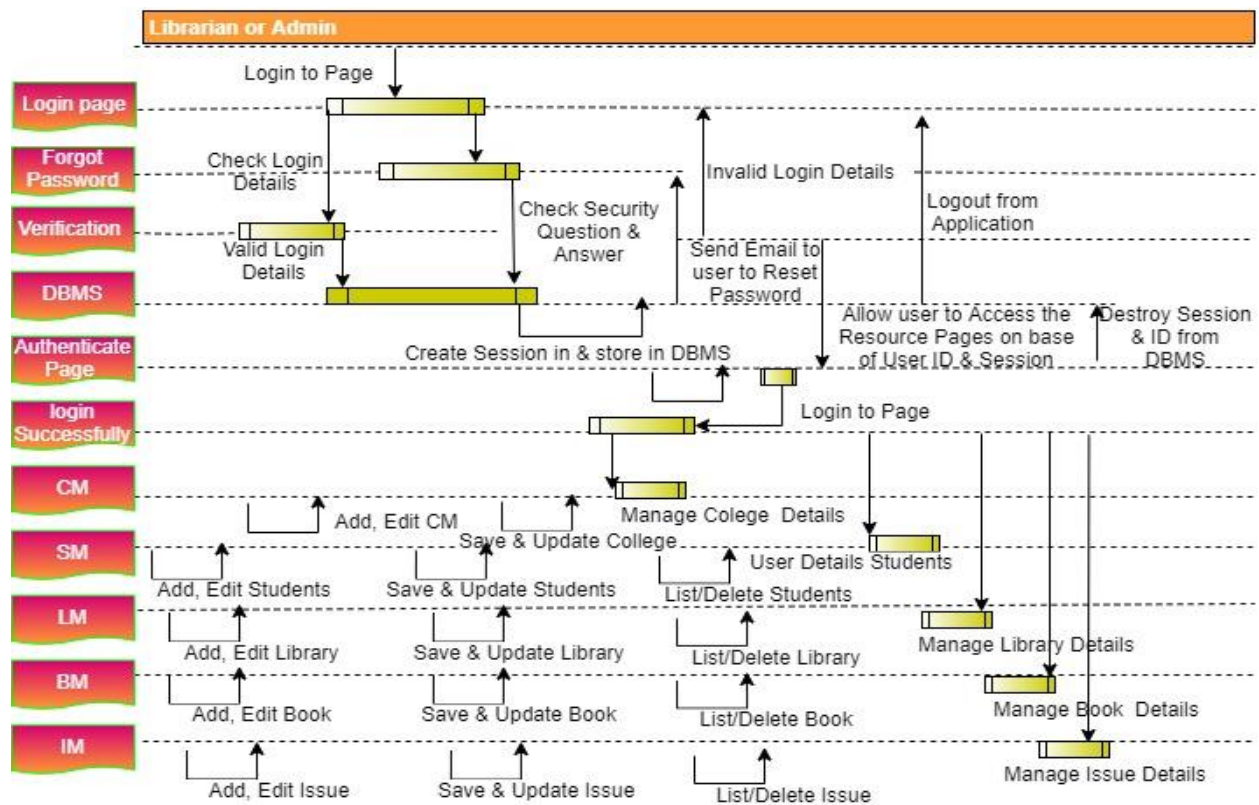 Librarian or Admin
Login to Page
Login page
Forgot
Password
Check Login
Details
Invalid Login Details
Verification
Valid Login
Details
Check Security
Question &
Answer
Logout from
Application
Send Email to
user to Reset
Password
DBMS
Authenticate
Page
Create Session in & store in DBMS
Allow user to Access the
Resource Pages on base
of User ID & Session
Destroy Session
& ID from
DBMS
login
Successfully
Login to Page
CM
Add, Edit CM
Save & Update College
Manage Colege Details
SM
Add, Edit Students
Save & Update Students
List/Delete Students
User Details Students
LM
Add, Edit Library
Save & Update Library
List/Delete Library
Manage Library Details
BM
Add, Edit Book
Save & Update Book
List/Delete Book
Manage Book Details
IM
Add, Edit Issue
Save & Update Issue
List/Delete Issue
Manage Issue Details